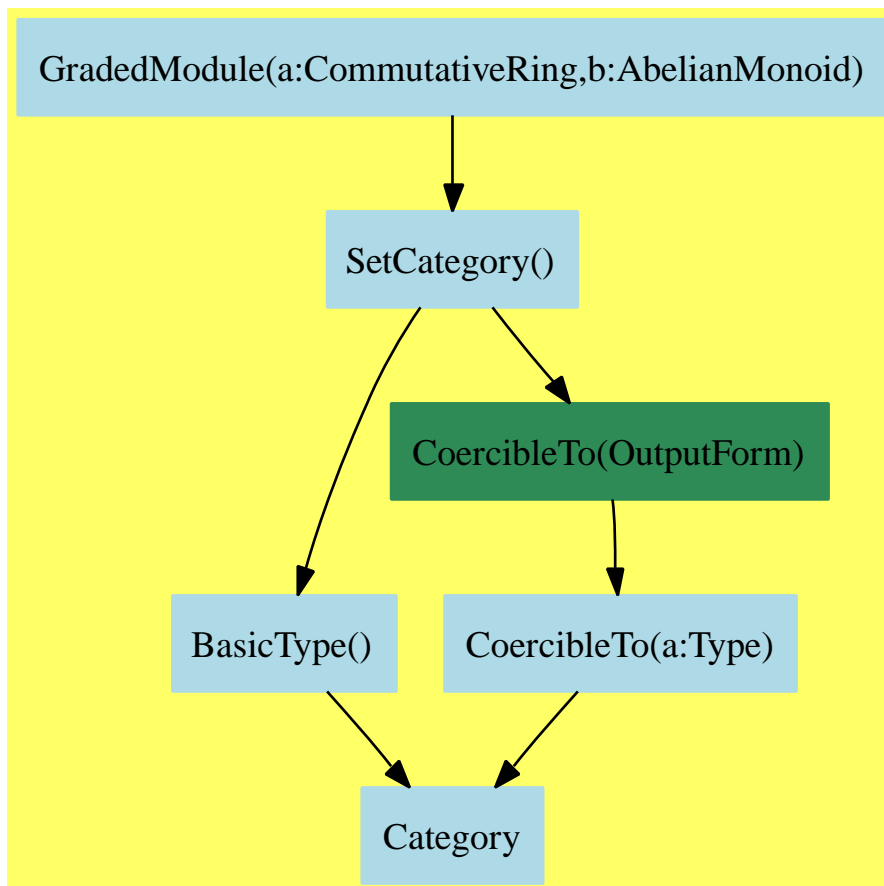 GradedModule(a:CommutativeRing,b:AbelianMonoid)
SetCategory()
CoercibleTo(OutputForm)
BasicType()
CoercibleTo(a:Type)
Category